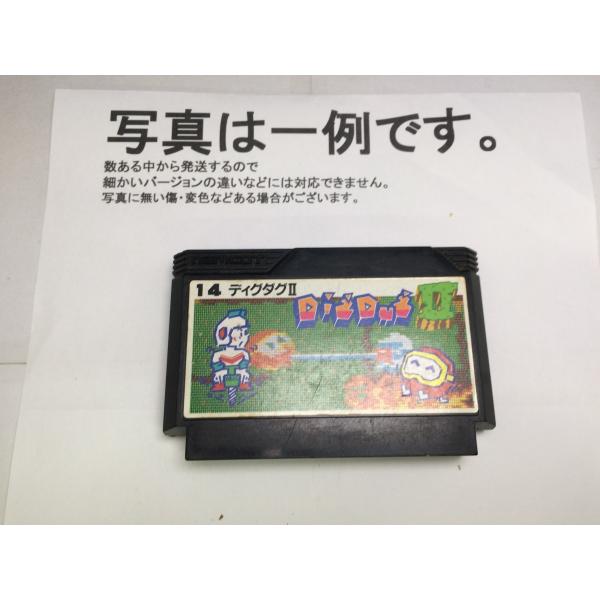 写真は一例です。
数ある中から発送するので
細かいバージョンの違いなどには対応できません。
写真に無い傷・変色などある場合がございます。
namcot
14 ディグダグII
DIG DUG II